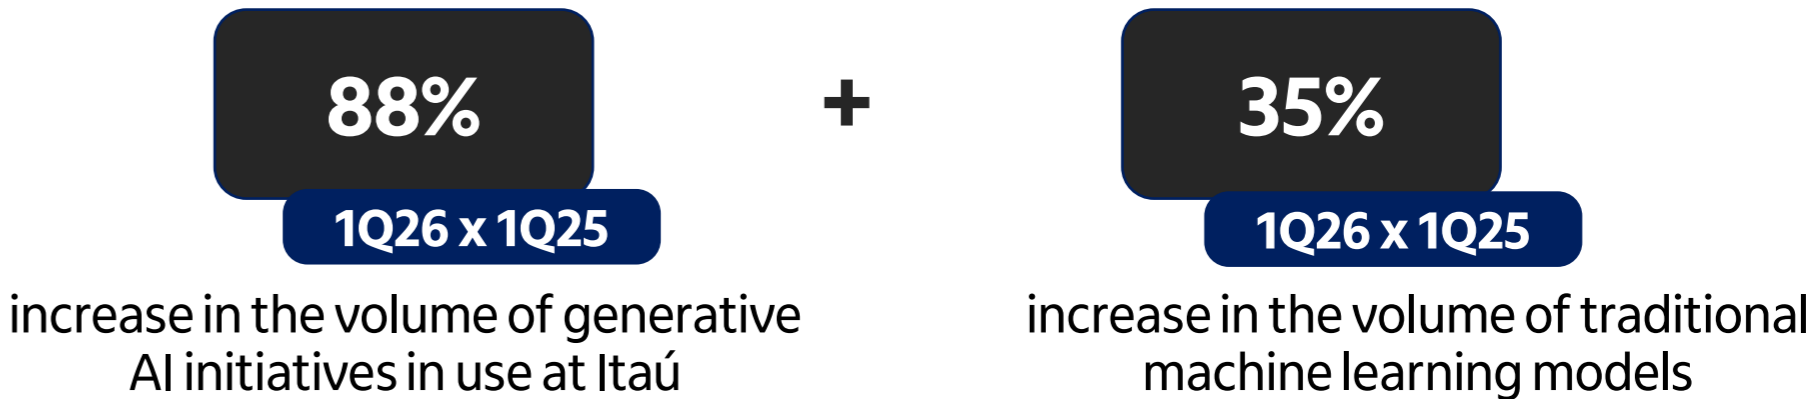 88%
1Q26 x 1Q25
increase in the volume of generative
AI initiatives in use at Itaú
+
35%
1Q26 x 1Q25
increase in the volume of traditional
machine learning models